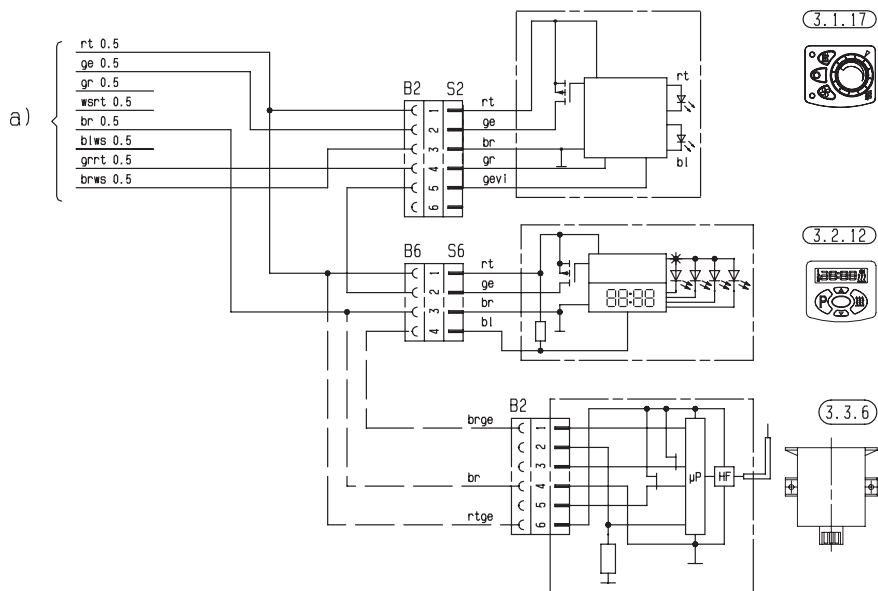 a)
rt 0.5
ge 0.5
gr 0.5
wsrt 0.5
br 0.5
blws 0.5
grrt 0.5
brws 0.5
B2 S2
1
2
3
4
5
6
rt
ge
br
gr
gevi
rt
bl
3.1.17
B6 S6
1
2
3
4
rt
ge
br
bl
88:88
3.2.12
88:88
P
B2
1
2
3
4
5
6
brge
br
rtge
µP
HF
3.3.6